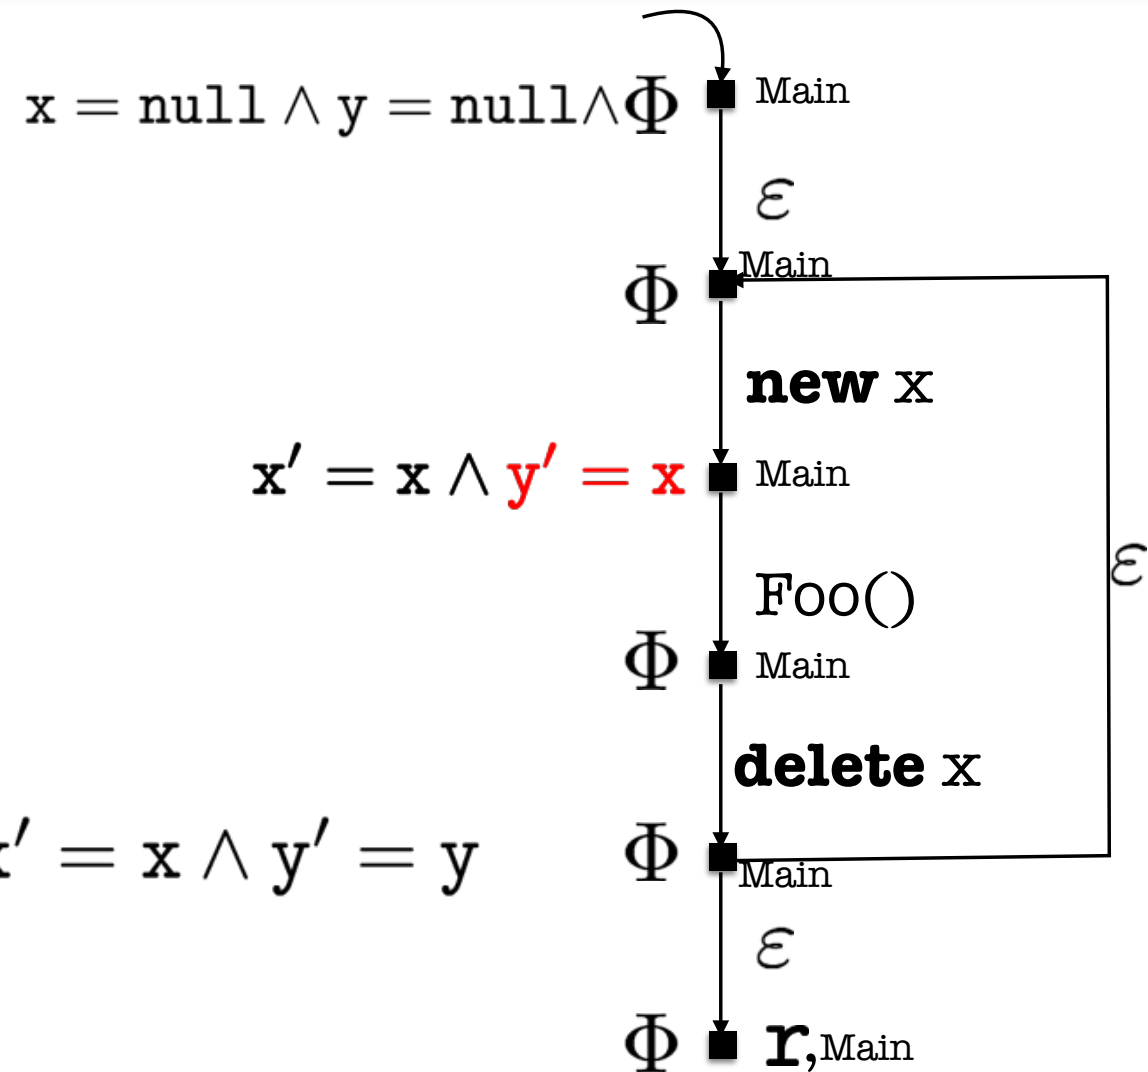 x = null ∧ y = null∧Φ Main
ε
Φ Main
new x
x′ = x ∧ y′ = x Main
Foo()
ε
Φ Main
delete x
x′ = x ∧ y′ = y Φ Main
ε
Φ r,Main